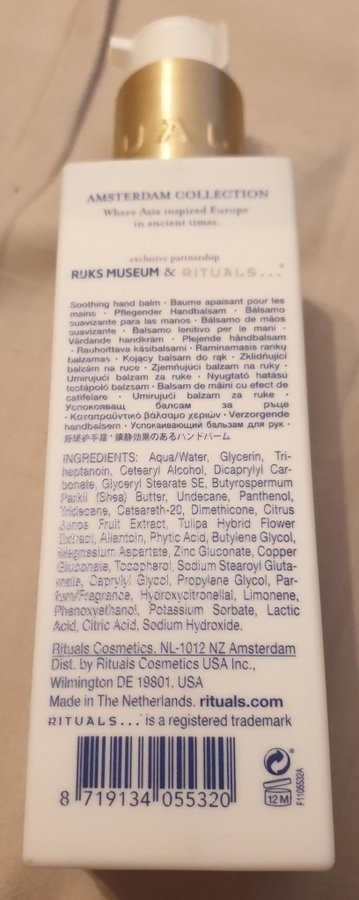 UAL
AMSTERDAM COLLECTION
Where Asia inspired Europe
in ancient times.
exclusive partnership
RIJKS MUSEUM & RITUALS...®
Soothing hand balm • Baume apaisant pour les
mains • Pflegender Handbalsam • Bálsamo
suavizante para las manos • Bálsamo de mãos
suavizante • Balsamo lenitivo per le mani •
Vårdande handkräm • Plejende håndbalsam
• Rauhoittava käsibalsami • Raminamasis rankų
balzamas • Kojący balsam do rąk • Zklidňující
balzám na ruce • Zjemňujúci balzam na ruky •
Umirujući balzam za ruke • Nyugtató hatású
testápoló balzsam • Balsam de mâini cu efect de
catifelare • Umirujući balzam za ruke •
Успокояващ балсам за ръце
• Καταπραϋντικό βάλσαμο χεριών • Verzorgende
handbalsem • Успокаивающий бальзам для рук •
舒缓护手霜 • 鎮静効果のあるハンドバーム
INGREDIENTS: Aqua/Water, Glycerin, Tri-
heptanoin, Cetearyl Alcohol, Dicaprylyl Car-
bonate, Glyceryl Stearate SE, Butyrospermum
Parkii (Shea) Butter, Undecane, Panthenol,
Tridecane, Ceteareth-20, Dimethicone, Citrus
Junos Fruit Extract, Tulipa Hybrid Flower
Extract, Allantoin, Phytic Acid, Butylene Glycol,
Magnesium Aspartate, Zinc Gluconate, Copper
Gluconate, Tocopherol, Sodium Stearoyl Gluta-
mate, Caprylyl Glycol, Propylene Glycol, Par-
fum/Fragrance, Hydroxycitronellal, Limonene,
Phenoxyethanol, Potassium Sorbate, Lactic
Acid, Citric Acid, Sodium Hydroxide.
Rituals Cosmetics. NL-1012 NZ Amsterdam
Dist. by Rituals Cosmetics USA Inc.,
Wilmington DE 19801. USA
Made in The Netherlands. rituals.com
RITUALS... is a registered trademark
8 719134 055320
12M
F1105532A